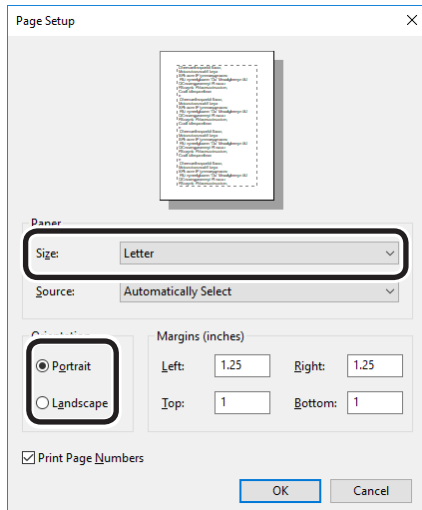 Page Setup
Paper
Size: Letter
Source: Automatically Select
Orientation
Margins (inches)
Portrait
Left: 1.25 Right: 1.25
Landscape
Top: 1 Bottom: 1
Print Page Numbers
OK Cancel